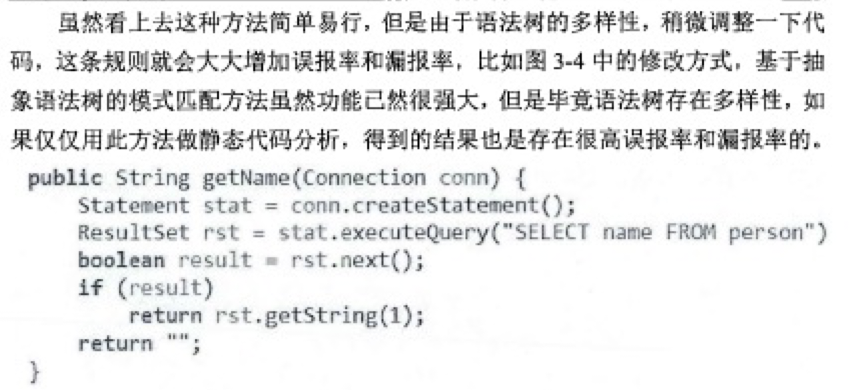 虽然看上去这种方法简单易行，但是由于语法树的多样性，稍微调整一下代
码，这条规则就会大大增加误报率和漏报率，比如图 3-4 中的修改方式，基于抽
象语法树的模式匹配方法虽然功能已然很强大，但是毕竟语法树存在多样性，如
果仅仅用此方法做静态代码分析，得到的结果也是存在很高误报率和漏报率的。
public String getName(Connection conn) {
    Statement stat = conn.createStatement();
    ResultSet rst = stat.executeQuery("SELECT name FROM person")
    boolean result = rst.next();
    if (result)
        return rst.getString(1);
    return "";
}